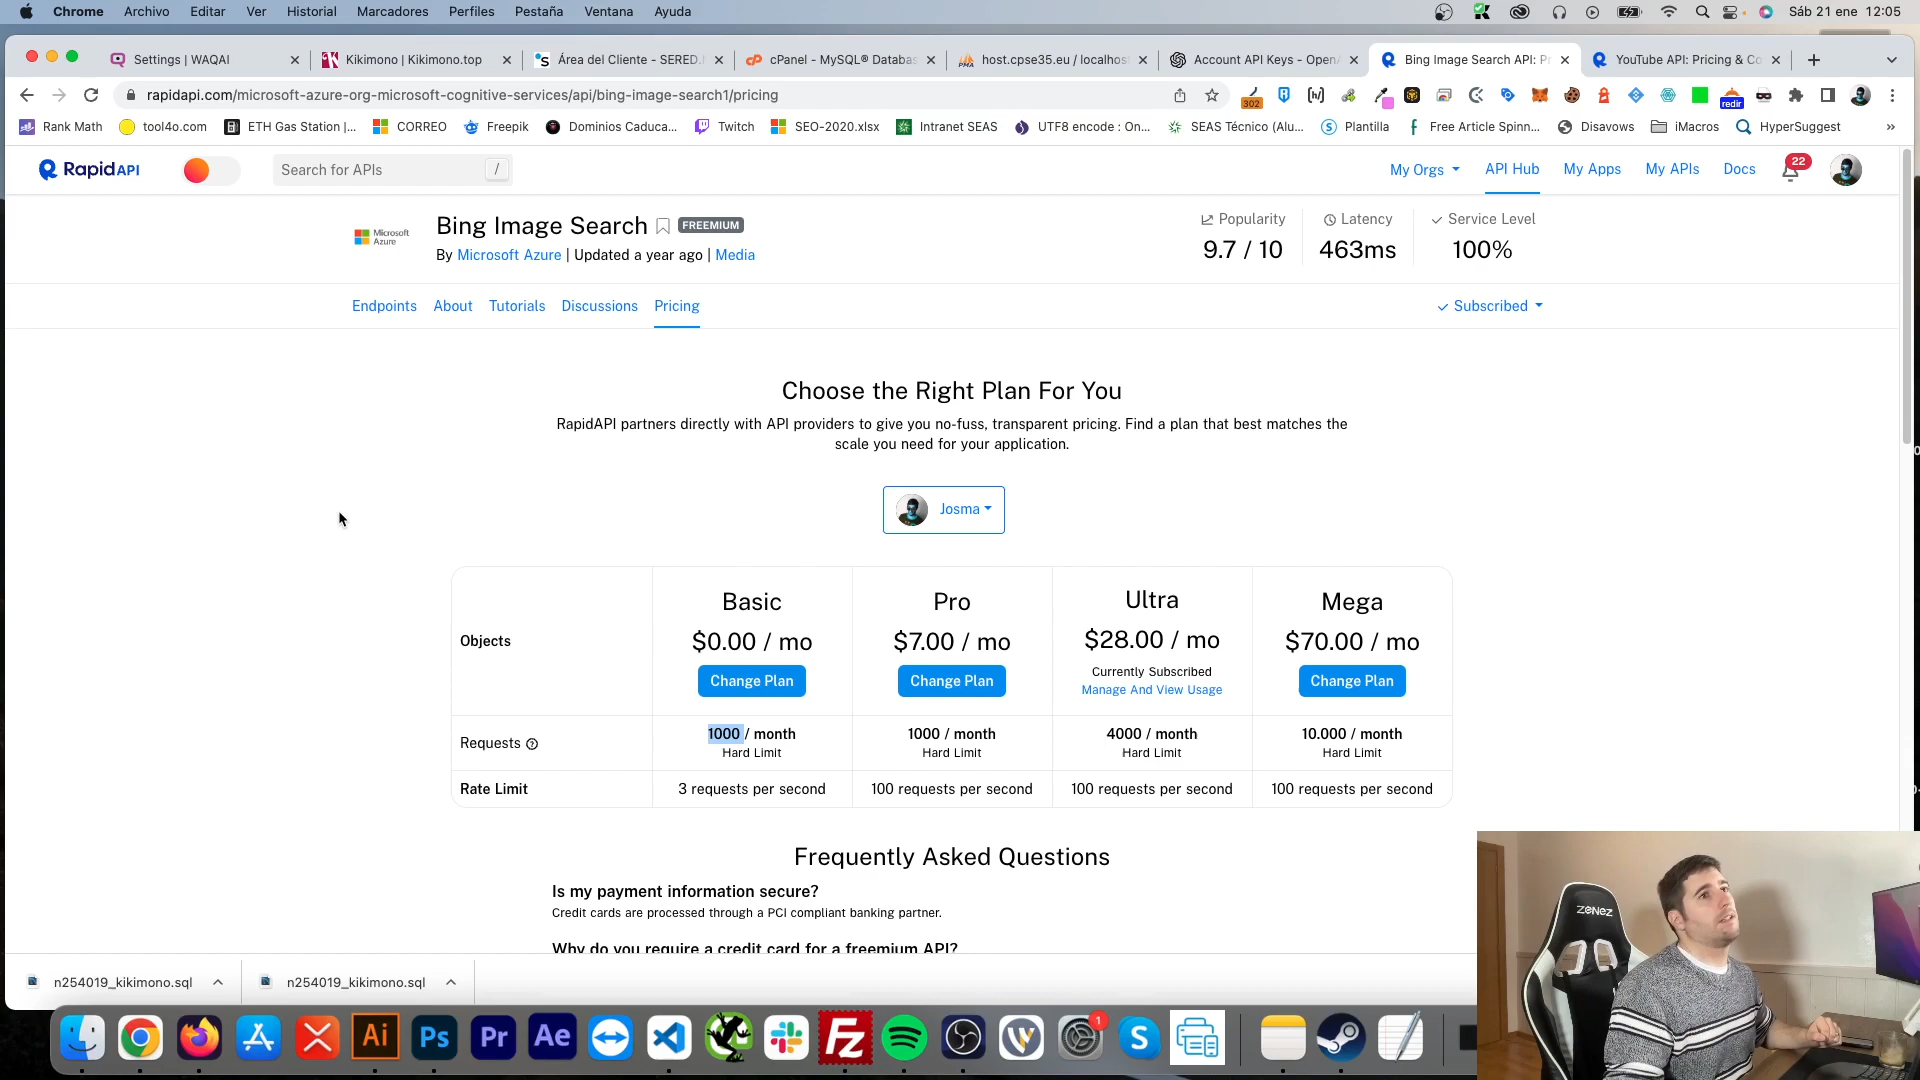 Chrome Archivo Editar Ver Historial Marcadores Perfiles Pestaña Ventana Ayuda Sáb 21 ene 12:05
Settings | WAQAI Kikimono | Kikimono.top Área del Cliente - SERED. cPanel - MySQL® Databas host.cpse35.eu / localhos Account API Keys - OpenA Bing Image Search API: P YouTube API: Pricing & Co
rapidapi.com/microsoft-azure-org-microsoft-cognitive-services/api/bing-image-search1/pricing 302 redir
Rank Math tool4o.com ETH Gas Station |... CORREO Freepik Dominios Caduca... Twitch SEO-2020.xlsx Intranet SEAS UTF8 encode : On... SEAS Técnico (Alu... Plantilla Free Article Spinn... Disavows iMacros HyperSuggest »
Rapid API Search for APIs / My Orgs API Hub My Apps My APIs Docs 22
Microsoft Azure
Bing Image Search FREEMIUM
By Microsoft Azure | Updated a year ago | Media
Popularity Latency Service Level
9.7 / 10 463ms 100%
Endpoints About Tutorials Discussions Pricing Subscribed
Choose the Right Plan For You
RapidAPI partners directly with API providers to give you no-fuss, transparent pricing. Find a plan that best matches the
scale you need for your application.
Josma
Basic Pro Ultra Mega
Objects $0.00 / mo $7.00 / mo $28.00 / mo $70.00 / mo
Change Plan Change Plan Currently Subscribed Change Plan
Manage And View Usage
Requests 1000 / month 1000 / month 4000 / month 10.000 / month
Hard Limit Hard Limit Hard Limit Hard Limit
Rate Limit 3 requests per second 100 requests per second 100 requests per second 100 requests per second
Frequently Asked Questions
Is my payment information secure?
Credit cards are processed through a PCI compliant banking partner.
Why do you require a credit card for a freemium API?
ZONEZ
n254019_kikimono.sql n254019_kikimono.sql
Ai Ps Pr Ae Fz 1 S